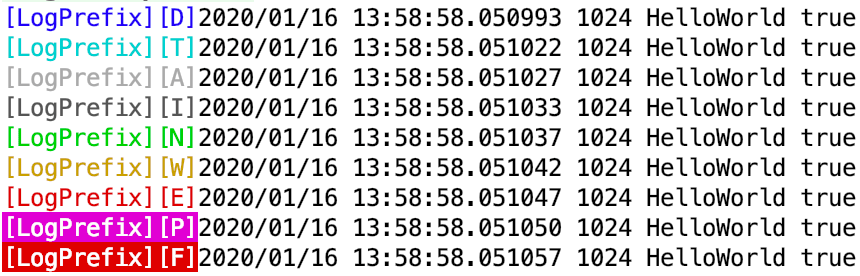 [LogPrefix][D]2020/01/16 13:58:58.050993 1024 HelloWorld true
[LogPrefix][T]2020/01/16 13:58:58.051022 1024 HelloWorld true
[LogPrefix][A]2020/01/16 13:58:58.051027 1024 HelloWorld true
[LogPrefix][I]2020/01/16 13:58:58.051033 1024 HelloWorld true
[LogPrefix][N]2020/01/16 13:58:58.051037 1024 HelloWorld true
[LogPrefix][W]2020/01/16 13:58:58.051042 1024 HelloWorld true
[LogPrefix][E]2020/01/16 13:58:58.051047 1024 HelloWorld true
[LogPrefix][P]2020/01/16 13:58:58.051050 1024 HelloWorld true
[LogPrefix][F]2020/01/16 13:58:58.051057 1024 HelloWorld true